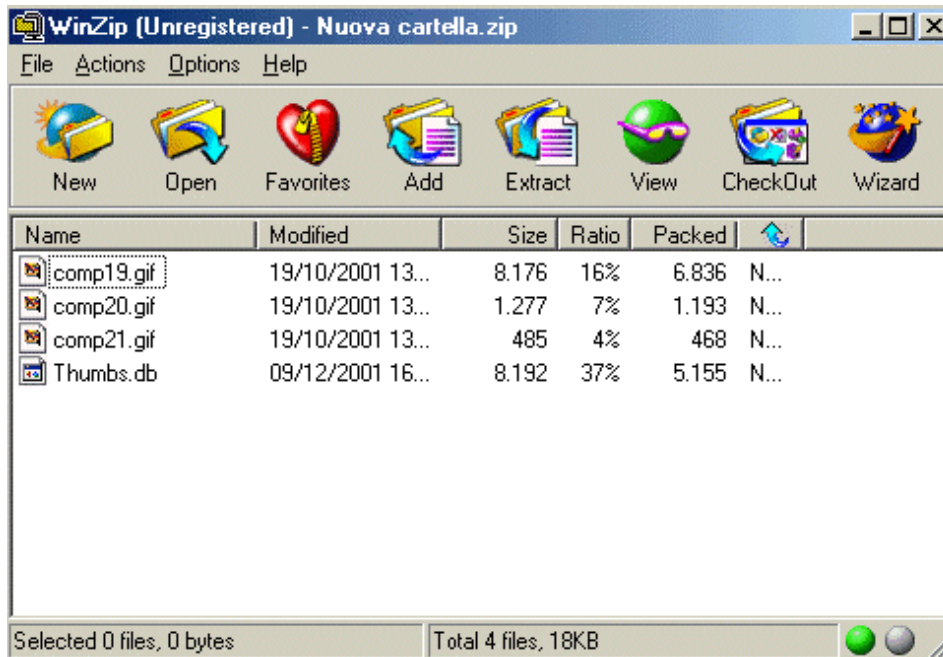 WinZip (Unregistered) - Nuova cartella.zip
File Actions Options Help
New Open Favorites Add Extract View CheckOut Wizard
Name Modified Size Ratio Packed
comp19.gif 19/10/2001 13... 8.176 16% 6.836 N...
comp20.gif 19/10/2001 13... 1.277 7% 1.193 N...
comp21.gif 19/10/2001 13... 485 4% 468 N...
Thumbs.db 09/12/2001 16... 8.192 37% 5.155 N...
Selected 0 files, 0 bytes Total 4 files, 18KB